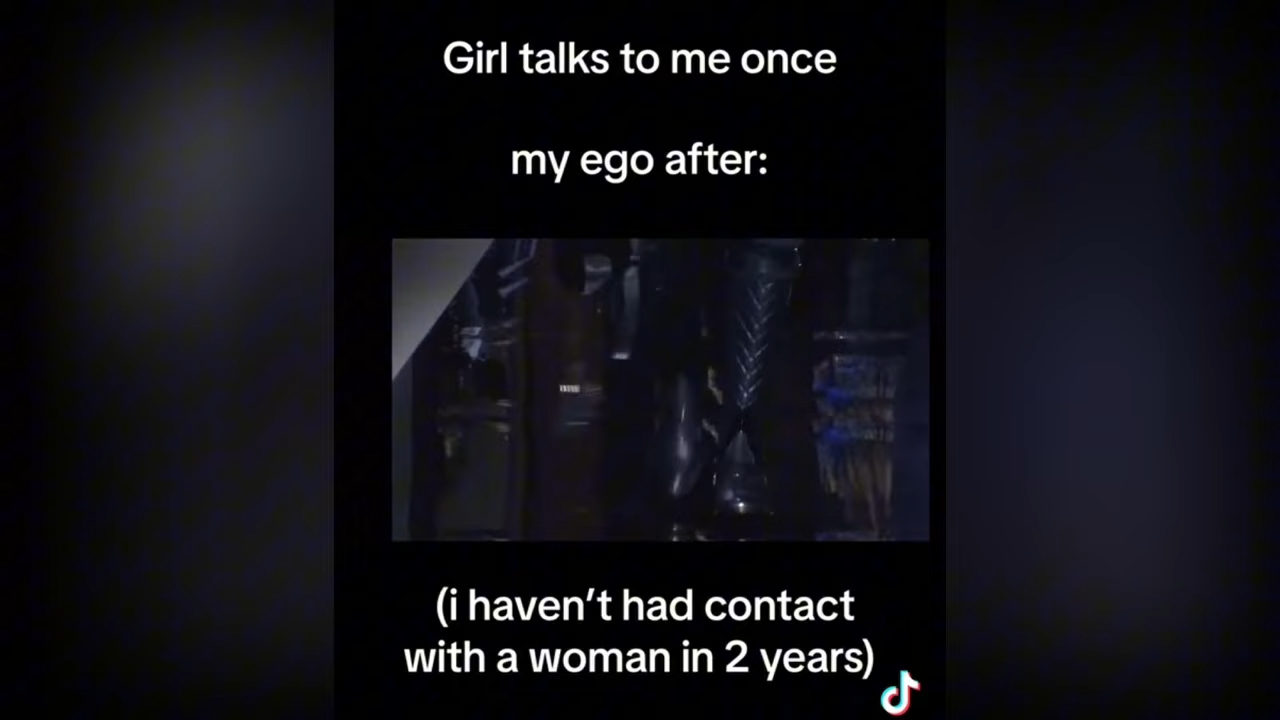 Girl talks to me once
my ego after:
(i haven’t had contact
with a woman in 2 years)